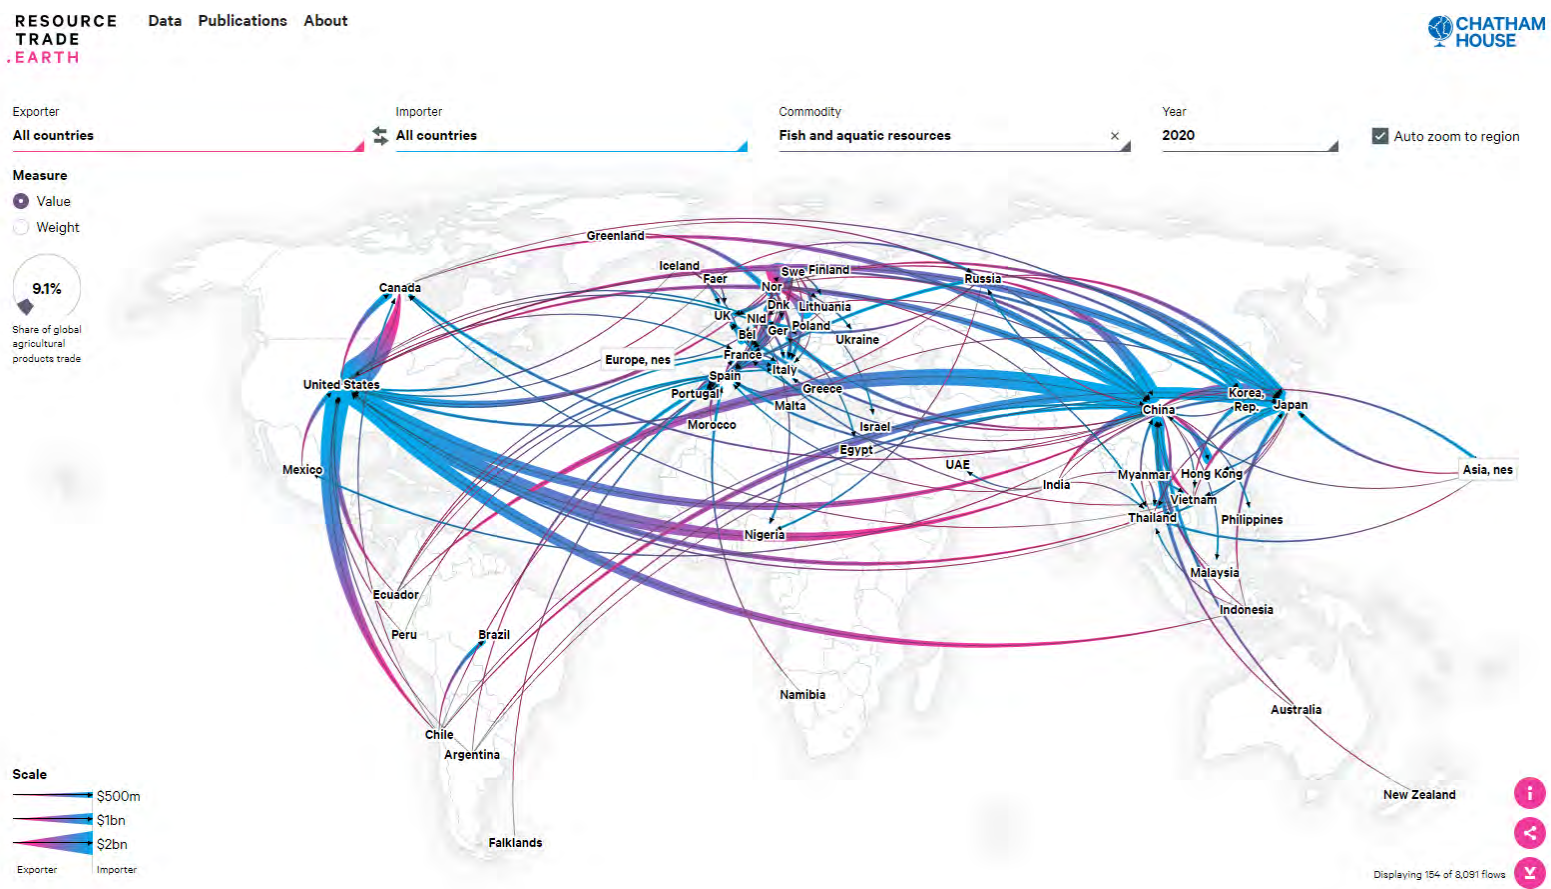 RESOURCE
TRADE
.EARTH
Data Publications About
CHATHAM
HOUSE
Exporter
All countries
Importer
All countries
Commodity
Fish and aquatic resources ×
Year
2020
Auto zoom to region
Measure
Value
Weight
9.1%
Share of global
agricultural
products trade
Greenland
Iceland
Faer
Swe
Finland
Russia
Canada
Nor
Dnk
Lithuania
UK
Nld
Bel
Ger
Poland
Ukraine
Europe, nes
France
Italy
United States
Spain
Portugal
Greece
Malta
Korea,
Rep.
Japan
China
Morocco
Israel
Egypt
Mexico
UAE
India
Myanmar
Hong Kong
Asia, nes
Vietnam
Thailand
Philippines
Nigeria
Malaysia
Ecuador
Indonesia
Peru
Brazil
Namibia
Australia
Chile
Argentina
New Zealand
Falklands
Scale
$500m
$1bn
$2bn
Exporter
Importer
Displaying 154 of 8,091 flows